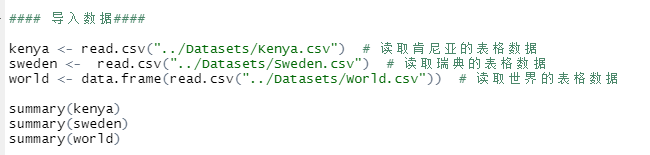 #### 导入数据####
kenya <- read.csv("../Datasets/Kenya.csv")  # 读取肯尼亚的表格数据
sweden <-  read.csv("../Datasets/Sweden.csv")  # 读取瑞典的表格数据
world <- data.frame(read.csv("../Datasets/World.csv"))  # 读取世界的表格数据
summary(kenya)
summary(sweden)
summary(world)